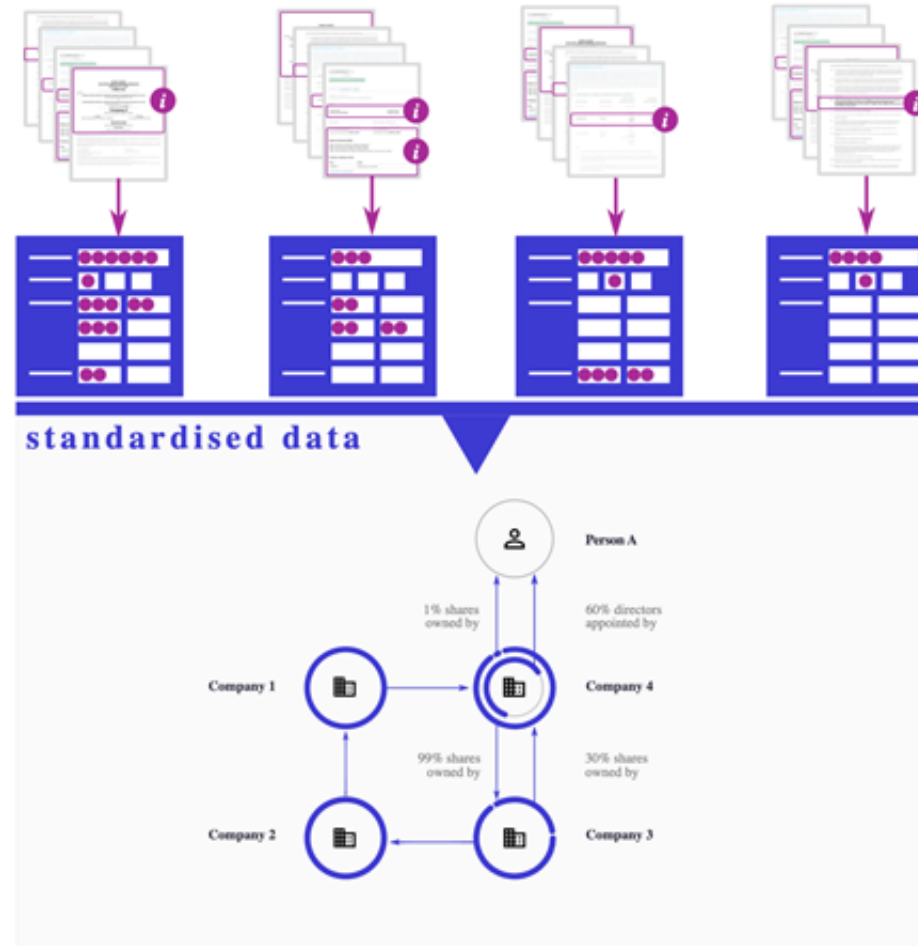 standardised data
Person A
1% shares
owned by
60% directors
appointed by
Company 1
Company 4
99% shares
owned by
30% shares
owned by
Company 2
Company 3